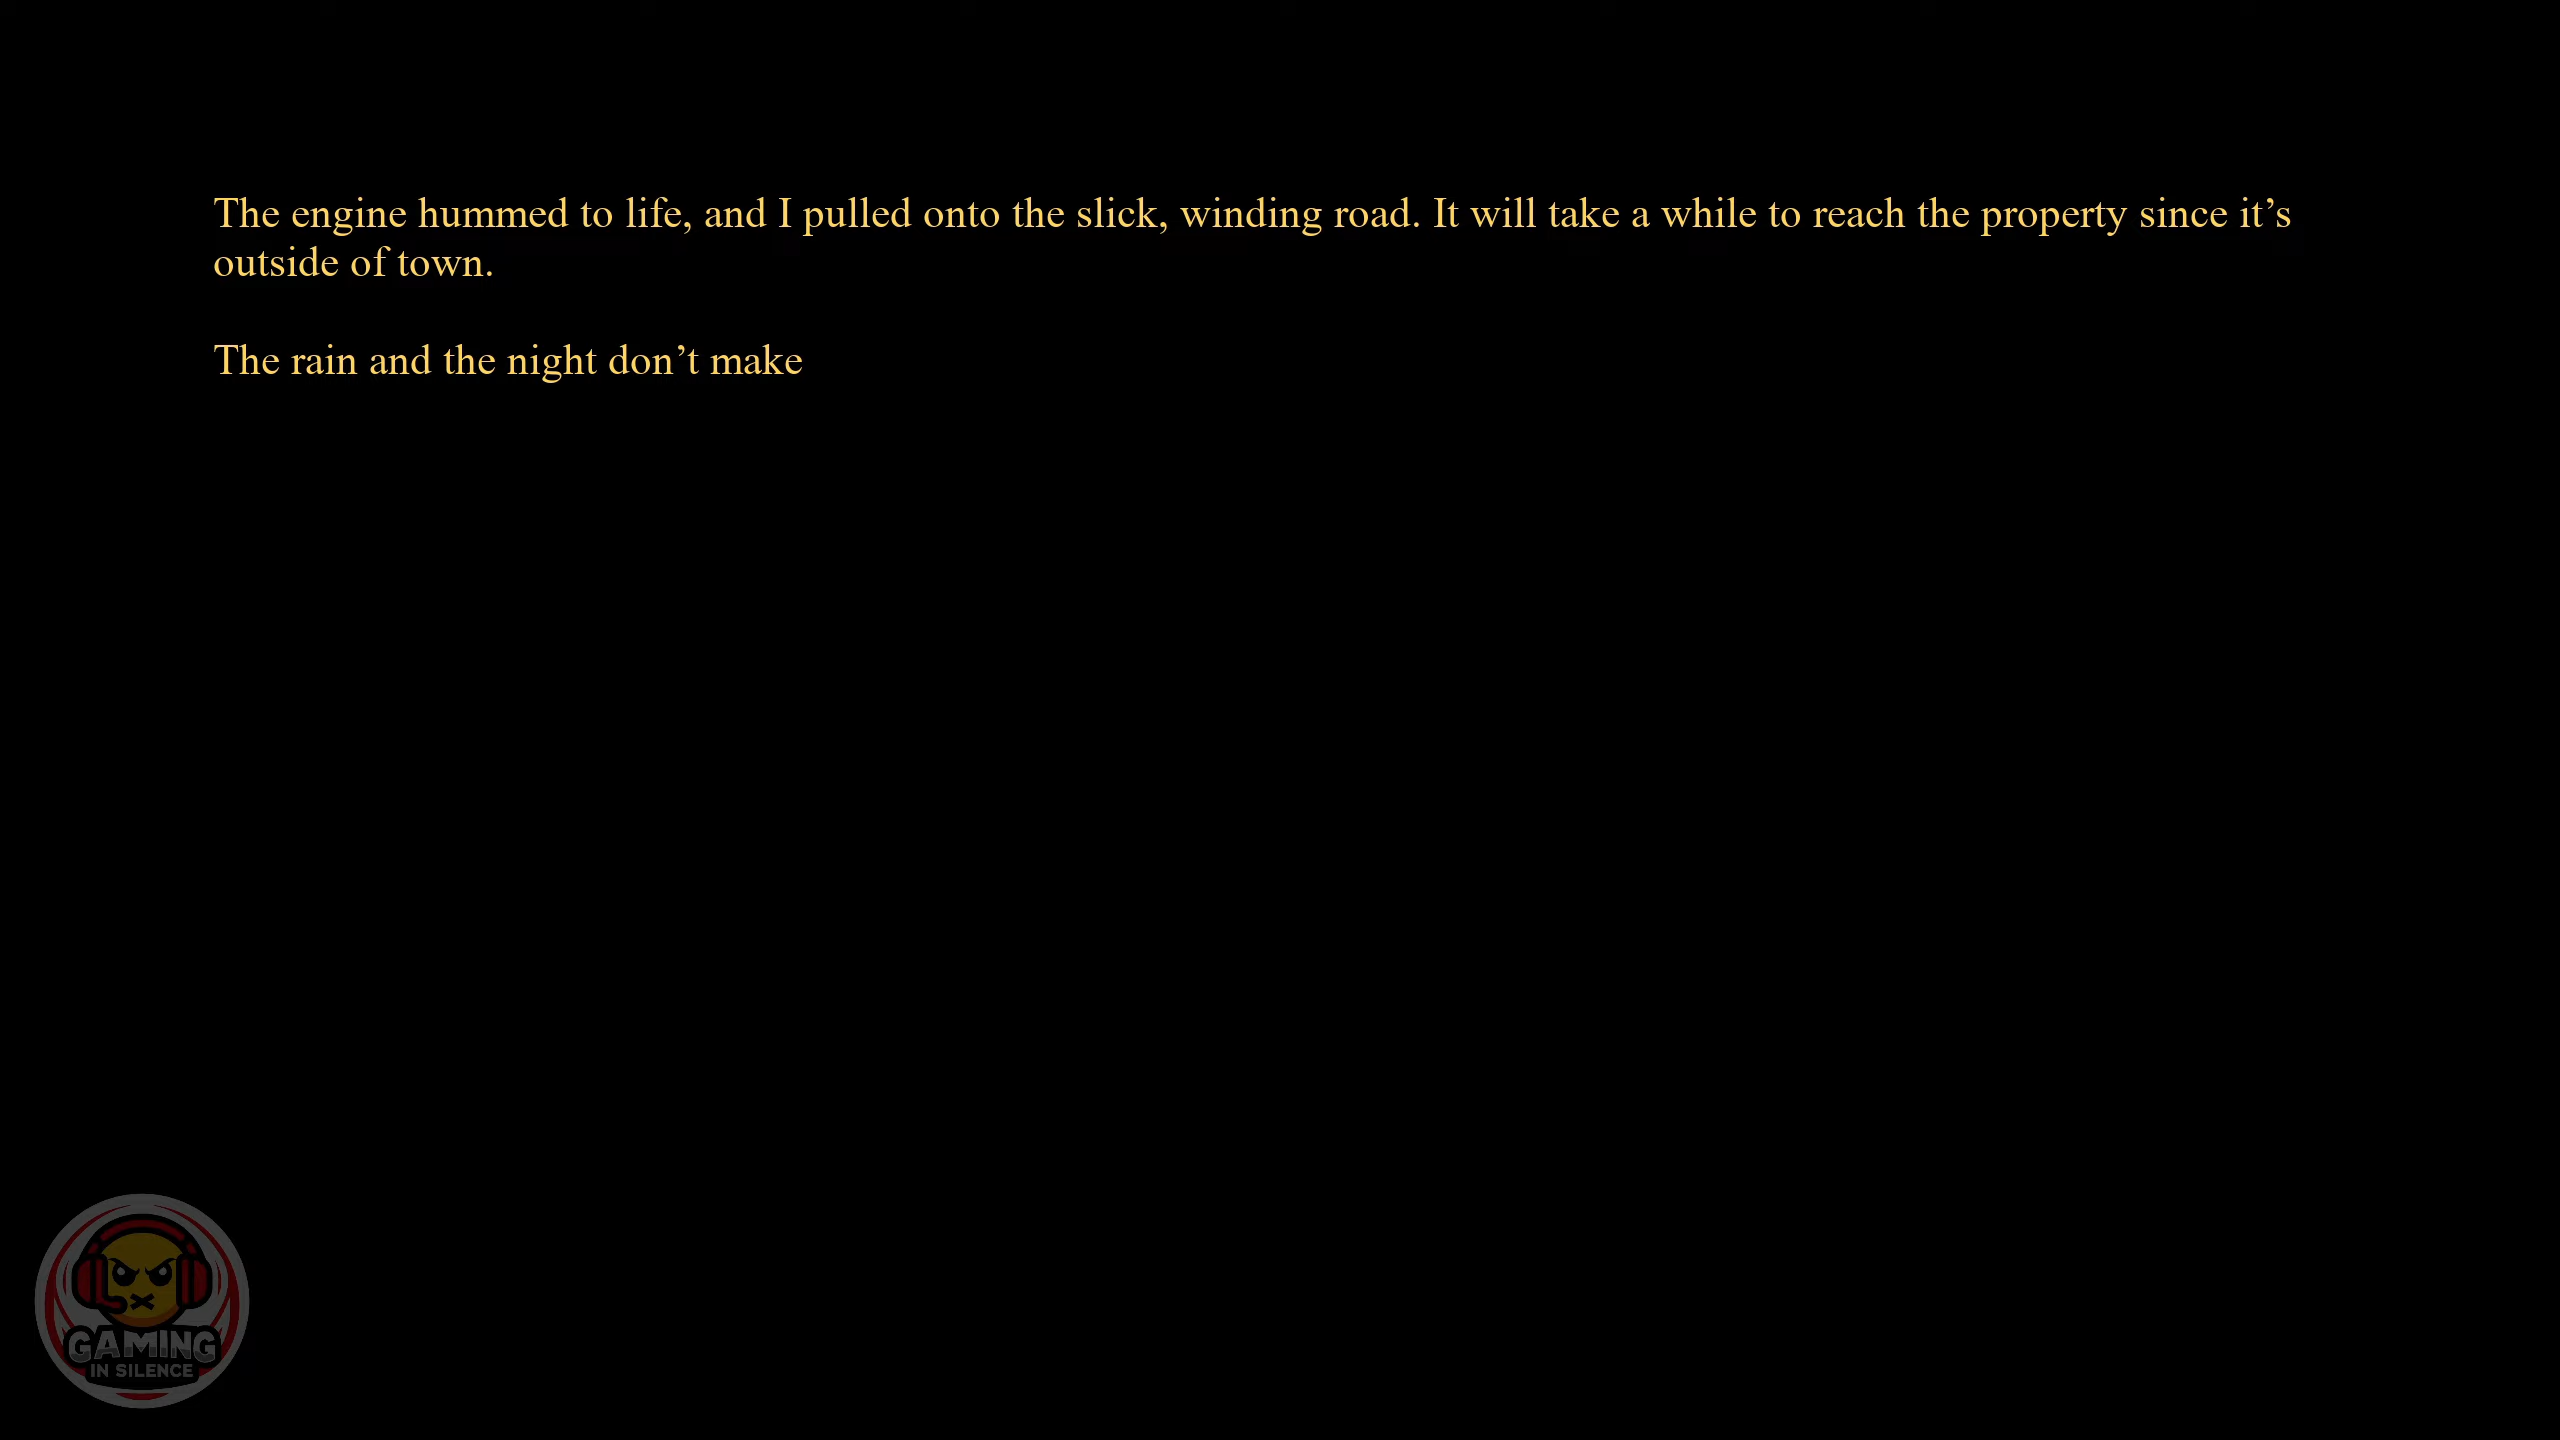 The engine hummed to life, and I pulled onto the slick, winding road. It will take a while to reach the property since it’s
outside of town.
The rain and the night don’t make
GAMING
IN SILENCE